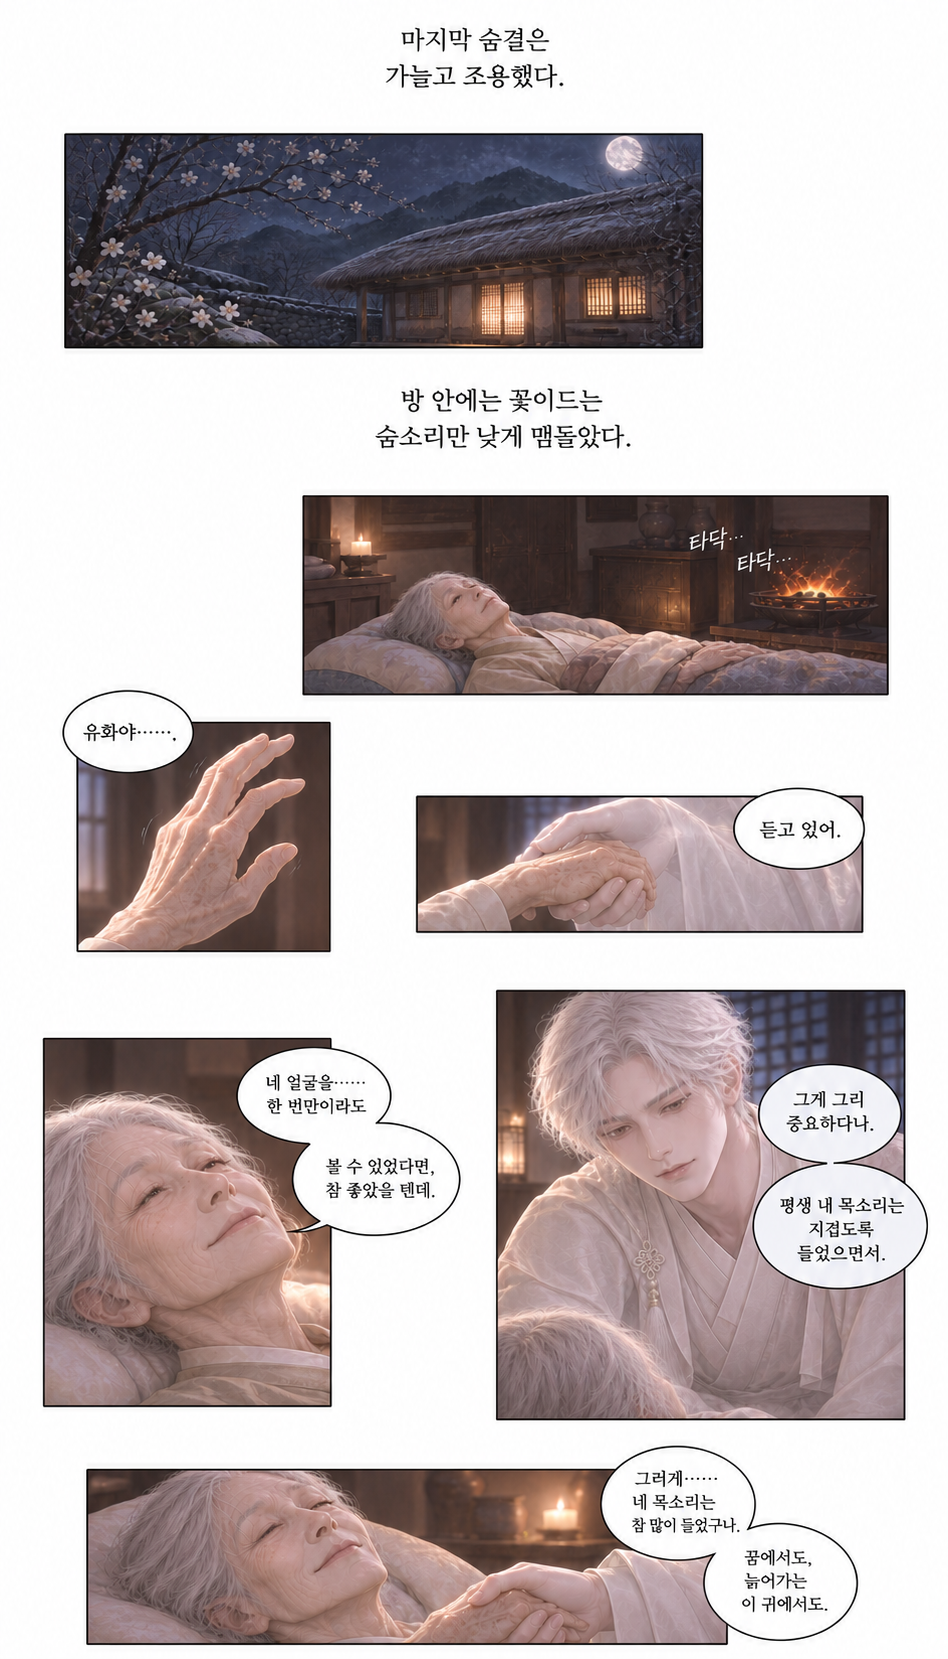 마지막 숨결은
가늘고 조용했다.
방 안에는 꽃이드는
숨소리만 낮게 맴돌았다.
타닥…
타닥…
유화야…….
듣고 있어.
네 얼굴을……
한 번만이라도
볼 수 있었다면,
참 좋았을 텐데.
그게 그리
중요하다나.
평생 내 목소리는
지겹도록
들었으면서.
그러게……
네 목소리는
참 많이 들었구나.
꿈에서도,
늙어가는
이 귀에서도.